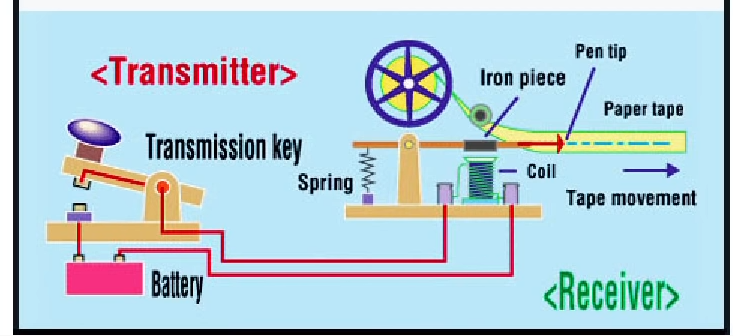 <Transmitter>
Pen tip
Iron piece
Paper tape
Transmission key
Spring
Coil
Tape movement
Battery
<Receiver>